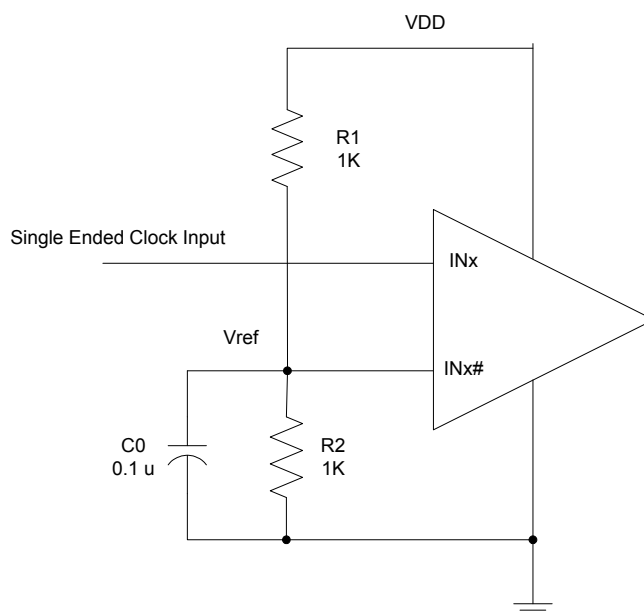 VDD
R1
1K
Single Ended Clock Input
INx
Vref
INx#
C0
0.1 u
R2
1K